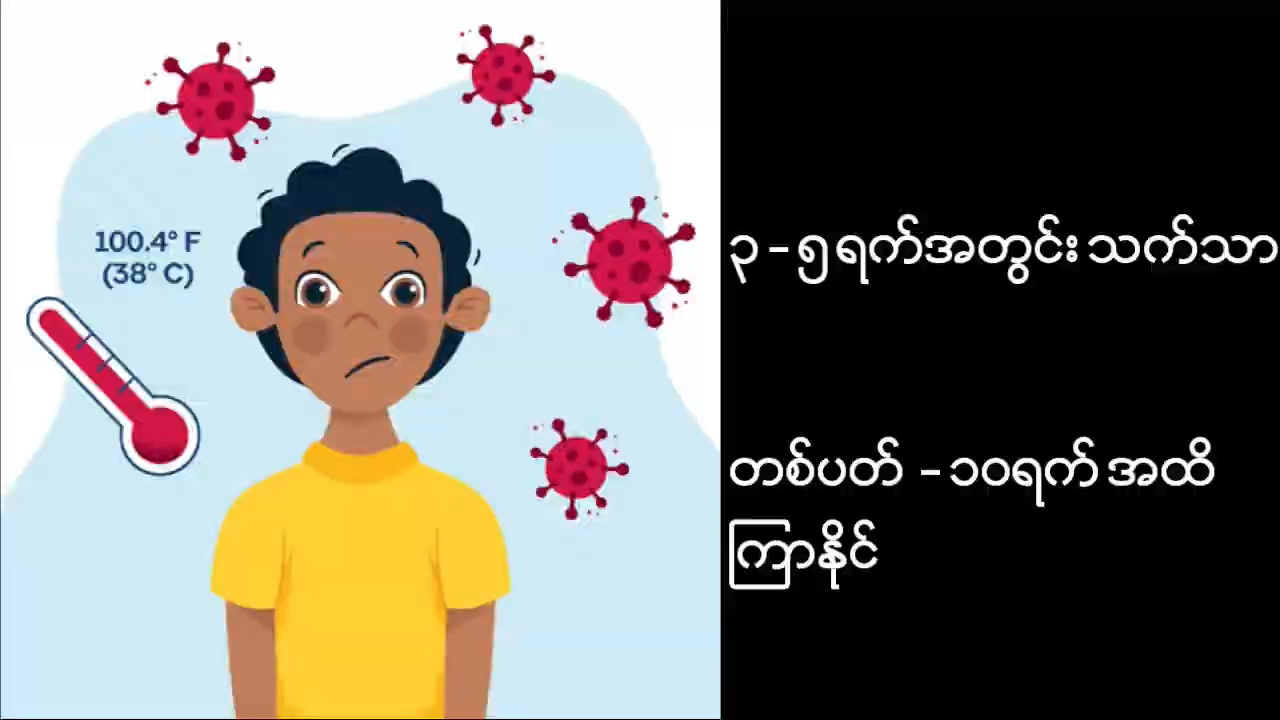 100.4° F
(38° C)
၃ - ၅ ရက်အတွင်း သက်သာ
တစ်ပတ် - ၁၀ရက် အထိ
ကြာနိုင်